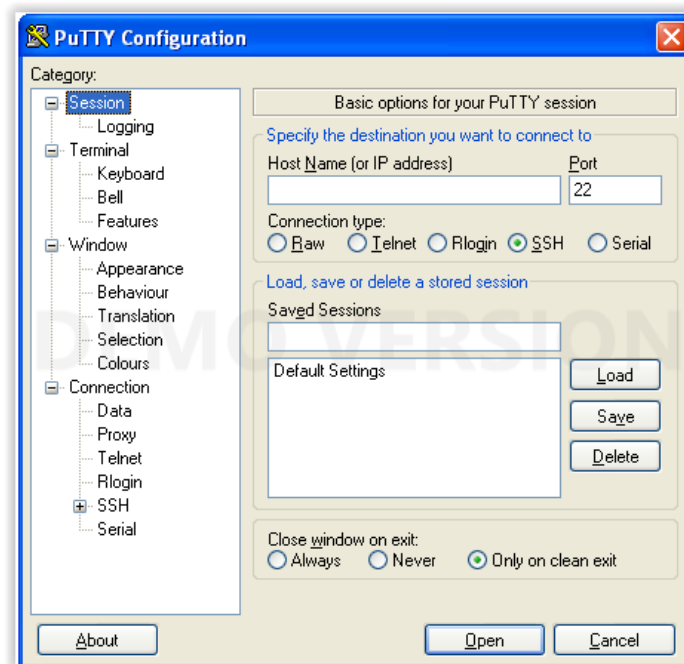 PuTTY Configuration
Category:
Session
Logging
Terminal
Keyboard
Bell
Features
Window
Appearance
Behaviour
Translation
Selection
Colours
Connection
Data
Proxy
Telnet
Rlogin
SSH
Serial
Basic options for your PuTTY session
Specify the destination you want to connect to
Host Name (or IP address) Port
22
Connection type:
Raw Telnet Rlogin SSH Serial
Load, save or delete a stored session
Saved Sessions
Default Settings
Load
Save
Delete
Close window on exit:
Always Never Only on clean exit
About Open Cancel
DEMO VERSION